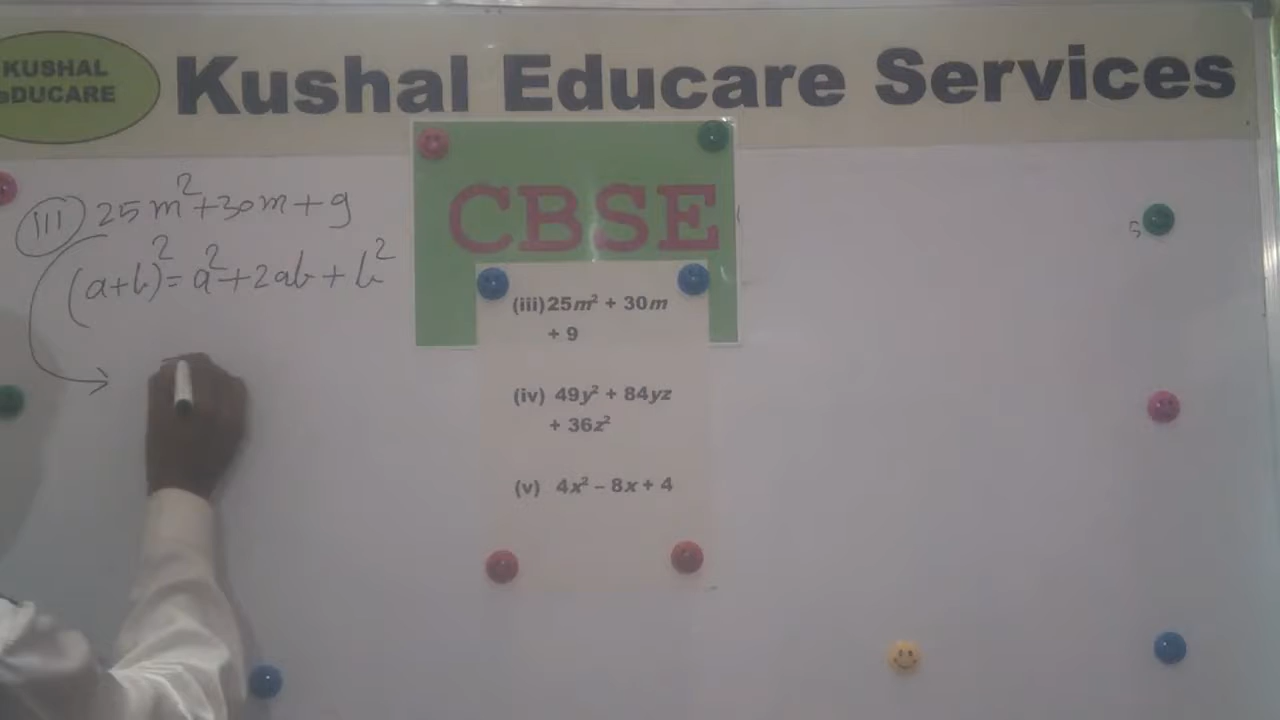 KUSHAL
eDUCARE
Kushal Educare Services
CBSE
(III) 25m²+30m+9
(a+b)²=a²+2ab+b²
(iii) 25m² + 30m
+ 9
(iv) 49y² + 84yz
+ 36z²
(v) 4x² – 8x + 4